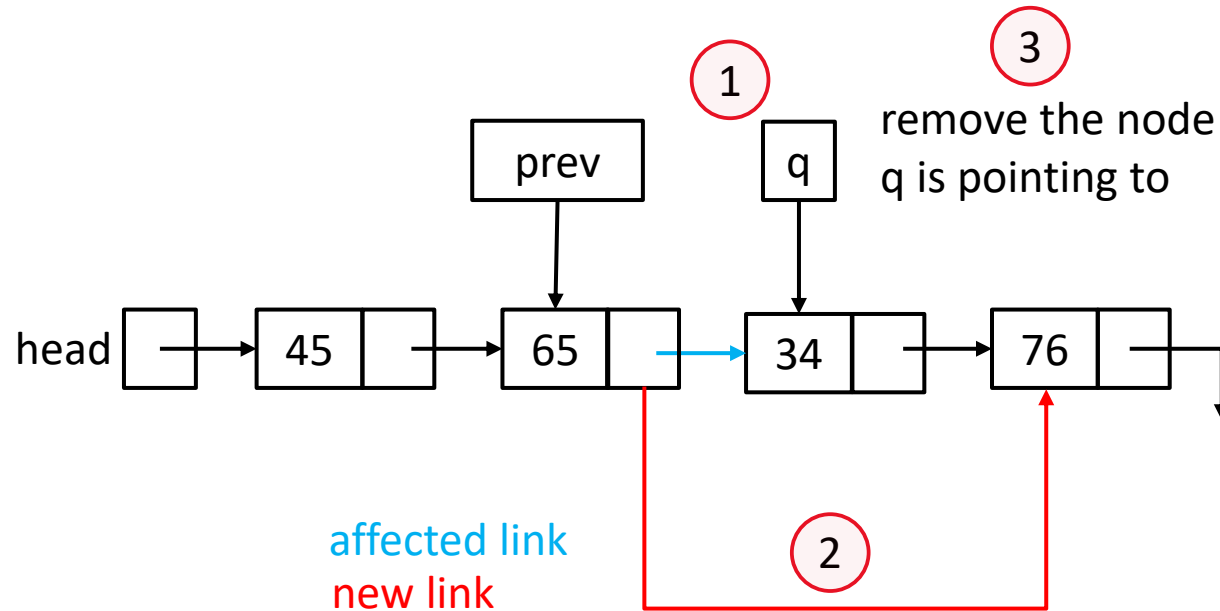 3
1
remove the node
q is pointing to
prev
q
head
45
65
34
76
affected link
new link
2